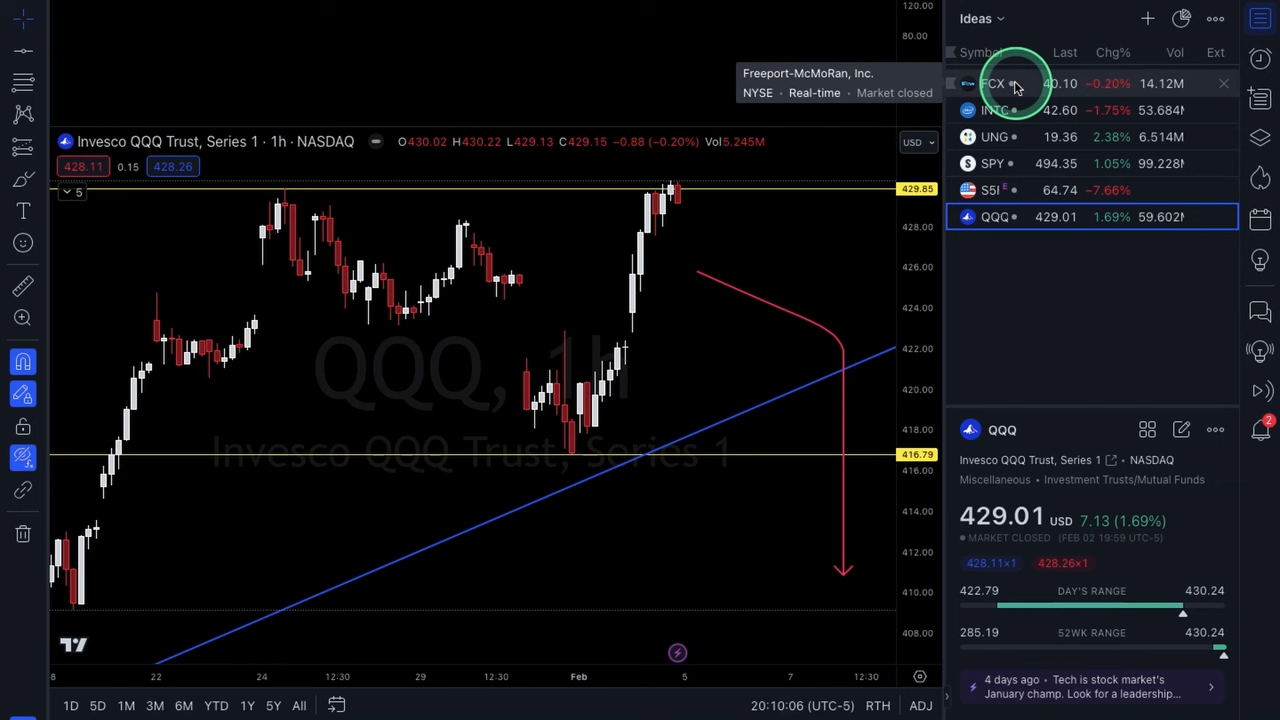 120.00
80.00
Ideas
Symbol Last Chg% Vol Ext
Freeport-McMoRan, Inc.
NYSE • Real-time • Market closed
FCX 40.10 −0.20% 14.12M
INTC 42.60 −1.75% 53.684M
UNG 19.36 2.38% 6.514M
SPY 494.35 1.05% 99.228M
S5I E 64.74 −7.66%
QQQ 429.01 1.69% 59.602M
Invesco QQQ Trust, Series 1 · 1h · NASDAQ O430.02 H430.22 L429.13 C429.15 −0.88 (−0.20%) Vol5.245M
USD
428.11 0.15 428.26
5
429.85
428.00
426.00
424.00
422.00
420.00
418.00
416.79
416.00
414.00
412.00
410.00
408.00
QQQ, 1h
Invesco QQQ Trust, Series 1
8 22 24 12:30 29 12:30 Feb 5 7 12:30
1D 5D 1M 3M 6M YTD 1Y 5Y All 20:10:06 (UTC-5) RTH ADJ
QQQ
Invesco QQQ Trust, Series 1 • NASDAQ
Miscellaneous • Investment Trusts/Mutual Funds
429.01 USD 7.13 (1.69%)
MARKET CLOSED (FEB 02 19:59 UTC-5)
428.11×1 428.26×1
422.79 DAY'S RANGE 430.24
285.19 52WK RANGE 430.24
4 days ago • Tech is stock market's
January champ. Look for a leadership...
2